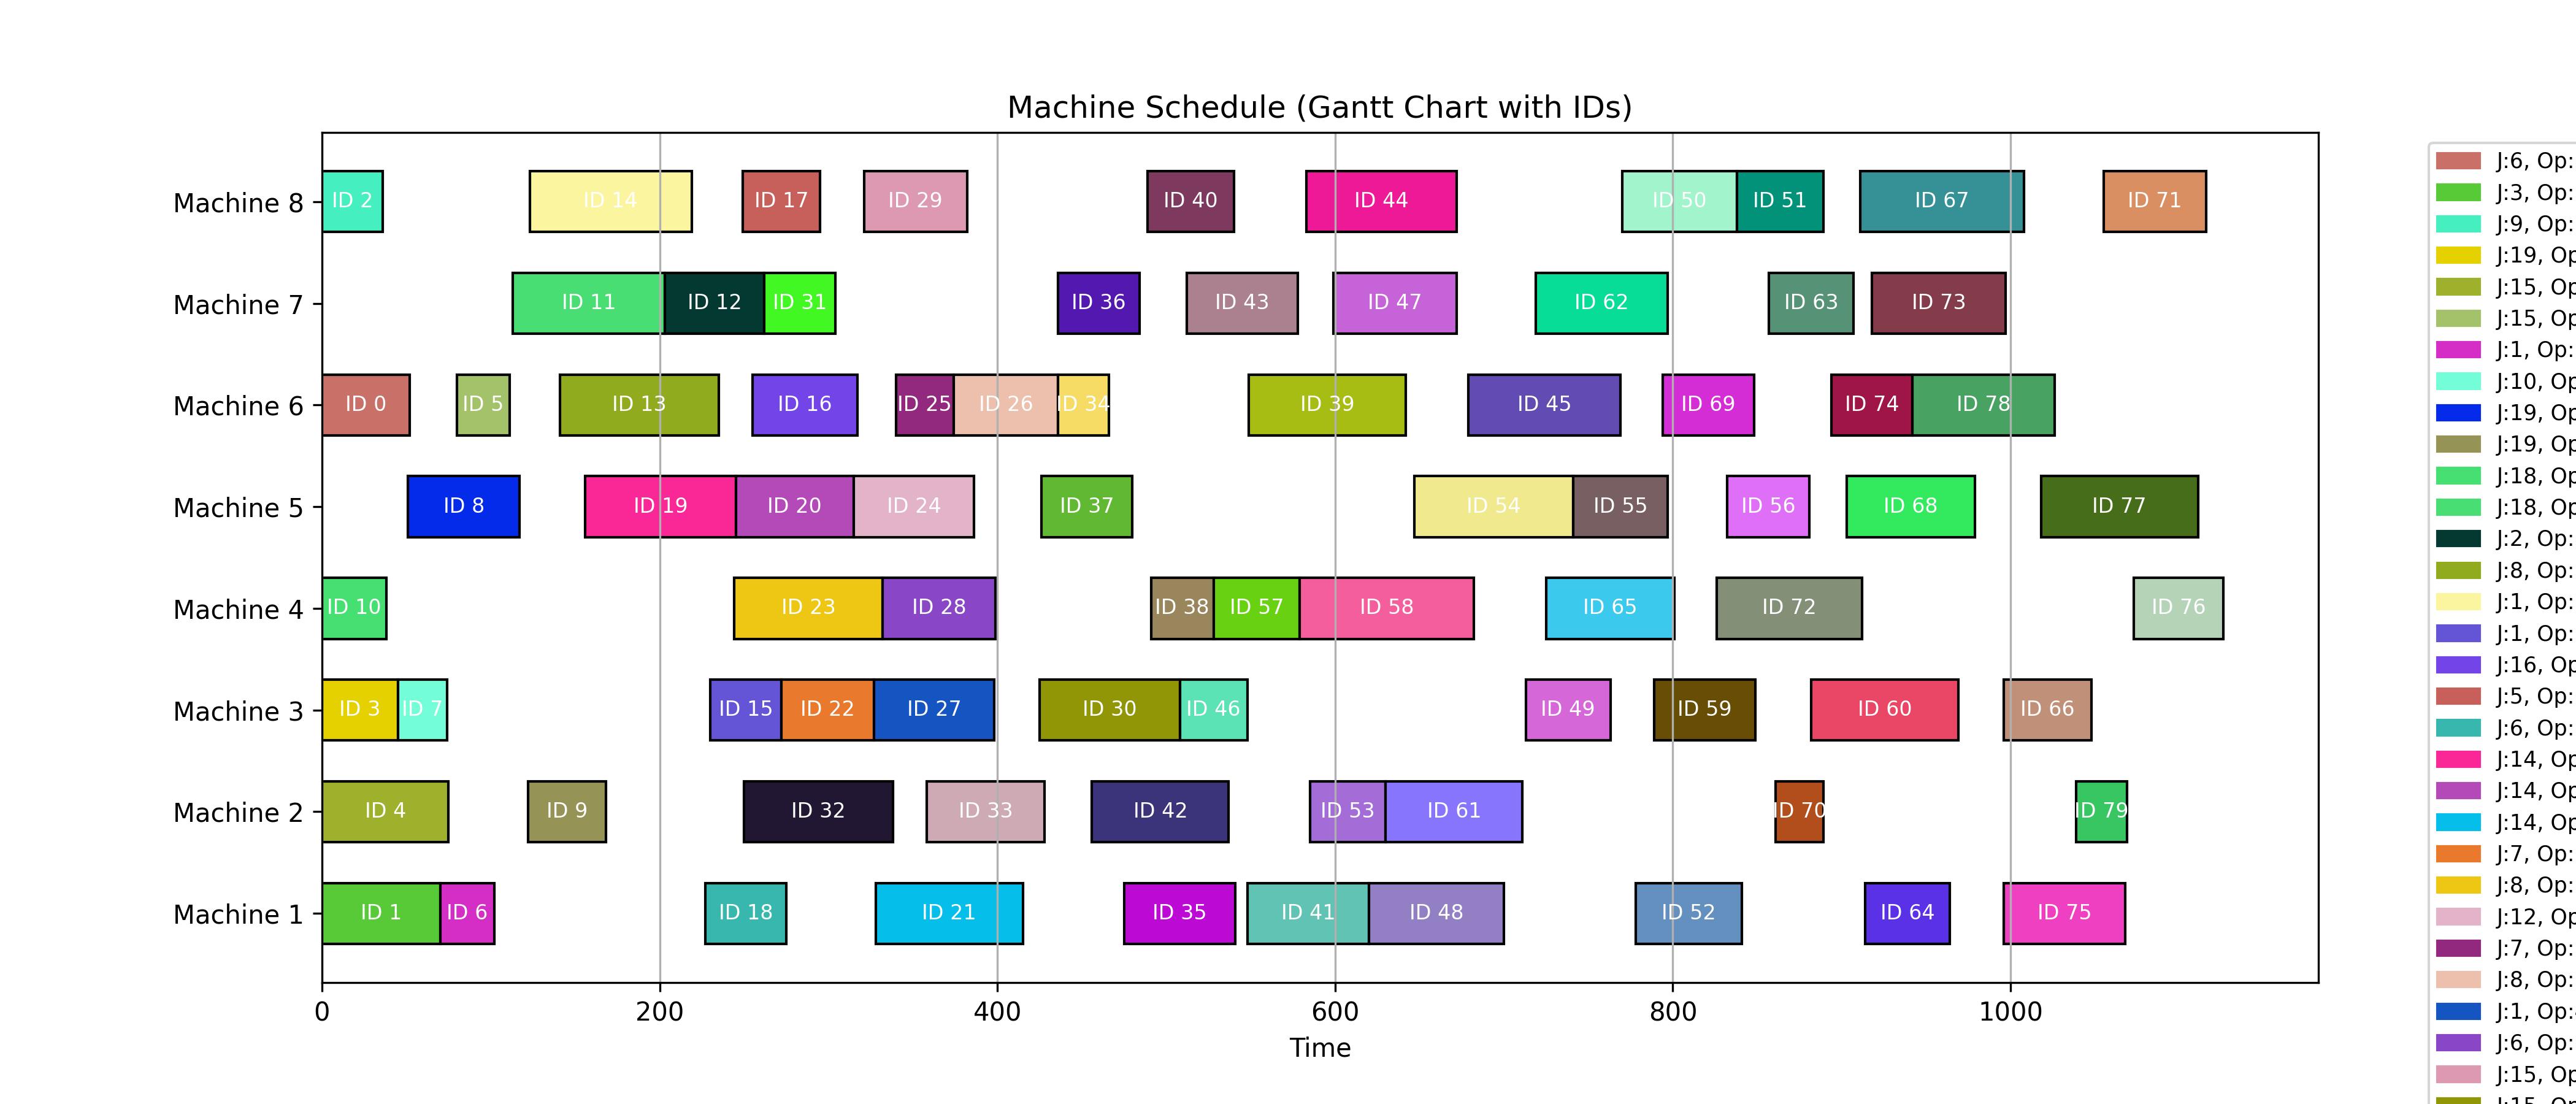 Machine Schedule (Gantt Chart with IDs)
Machine 8
ID 2
ID 14
ID 17
ID 29
ID 40
ID 44
ID 50
ID 51
ID 67
ID 71
Machine 7
ID 11
ID 12
ID 31
ID 36
ID 43
ID 47
ID 62
ID 63
ID 73
Machine 6
ID 0
ID 5
ID 13
ID 16
ID 25
ID 26
ID 34
ID 39
ID 45
ID 69
ID 74
ID 78
Machine 5
ID 8
ID 19
ID 20
ID 24
ID 37
ID 54
ID 55
ID 56
ID 68
ID 77
Machine 4
ID 10
ID 23
ID 28
ID 38
ID 57
ID 58
ID 65
ID 72
ID 76
Machine 3
ID 3
ID 7
ID 15
ID 22
ID 27
ID 30
ID 46
ID 49
ID 59
ID 60
ID 66
Machine 2
ID 4
ID 9
ID 32
ID 33
ID 42
ID 53
ID 61
ID 70
ID 79
Machine 1
ID 1
ID 6
ID 18
ID 21
ID 35
ID 41
ID 48
ID 52
ID 64
ID 75
0
200
400
600
800
1000
Time
J:6, Op:
J:3, Op:
J:9, Op:
J:19, Op
J:15, Op
J:15, Op
J:1, Op:
J:10, Op
J:19, Op
J:19, Op
J:18, Op
J:18, Op
J:2, Op:
J:8, Op:
J:1, Op:
J:1, Op:
J:16, Op
J:5, Op:
J:6, Op:
J:14, Op
J:14, Op
J:14, Op
J:7, Op:
J:8, Op:
J:12, Op
J:7, Op:
J:8, Op:
J:1, Op:
J:6, Op:
J:15, Op
J:15, Op